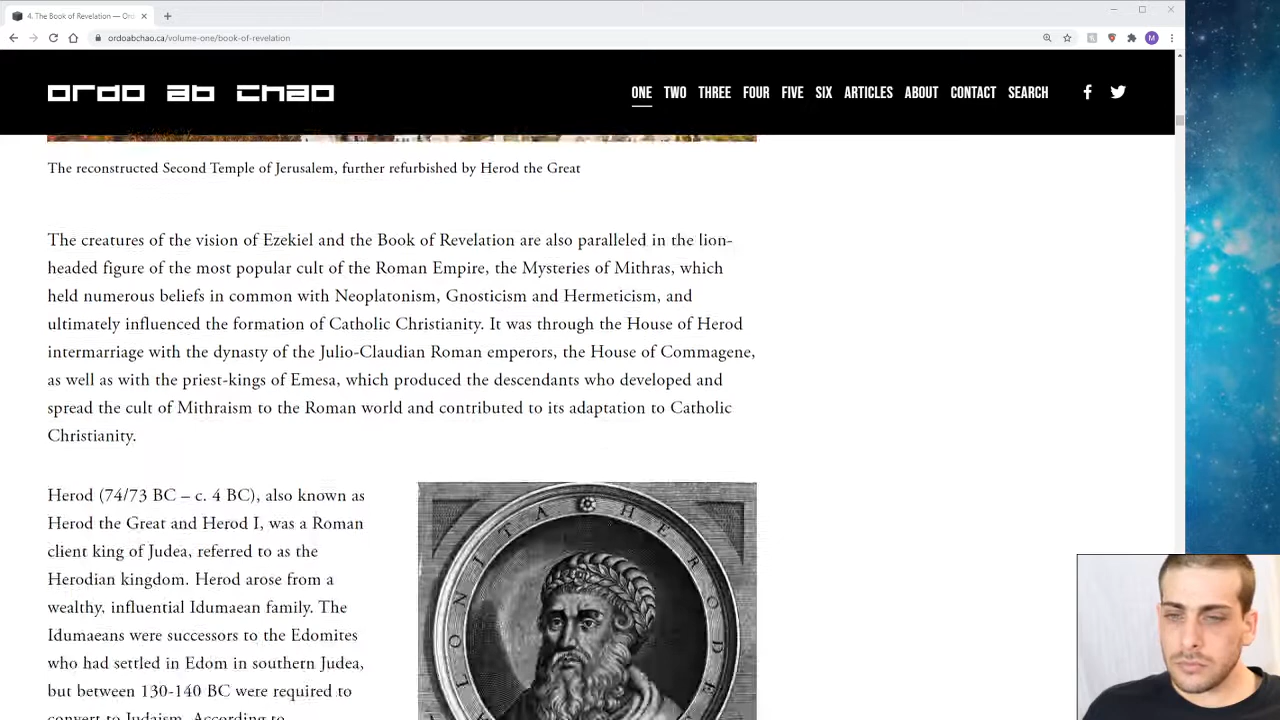 4. The Book of Revelation — Ord
ordoabchao.ca/volume-one/book-of-revelation
ordo ab chao
ONE TWO THREE FOUR FIVE SIX ARTICLES ABOUT CONTACT SEARCH
The reconstructed Second Temple of Jerusalem, further refurbished by Herod the Great
The creatures of the vision of Ezekiel and the Book of Revelation are also paralleled in the lion-
headed figure of the most popular cult of the Roman Empire, the Mysteries of Mithras, which
held numerous beliefs in common with Neoplatonism, Gnosticism and Hermeticism, and
ultimately influenced the formation of Catholic Christianity. It was through the House of Herod
intermarriage with the dynasty of the Julio-Claudian Roman emperors, the House of Commagene,
as well as with the priest-kings of Emesa, which produced the descendants who developed and
spread the cult of Mithraism to the Roman world and contributed to its adaptation to Catholic
Christianity.
Herod (74/73 BC – c. 4 BC), also known as
Herod the Great and Herod I, was a Roman
client king of Judea, referred to as the
Herodian kingdom. Herod arose from a
wealthy, influential Idumaean family. The
Idumaeans were successors to the Edomites
who had settled in Edom in southern Judea,
but between 130-140 BC were required to
convert to Judaism. According to